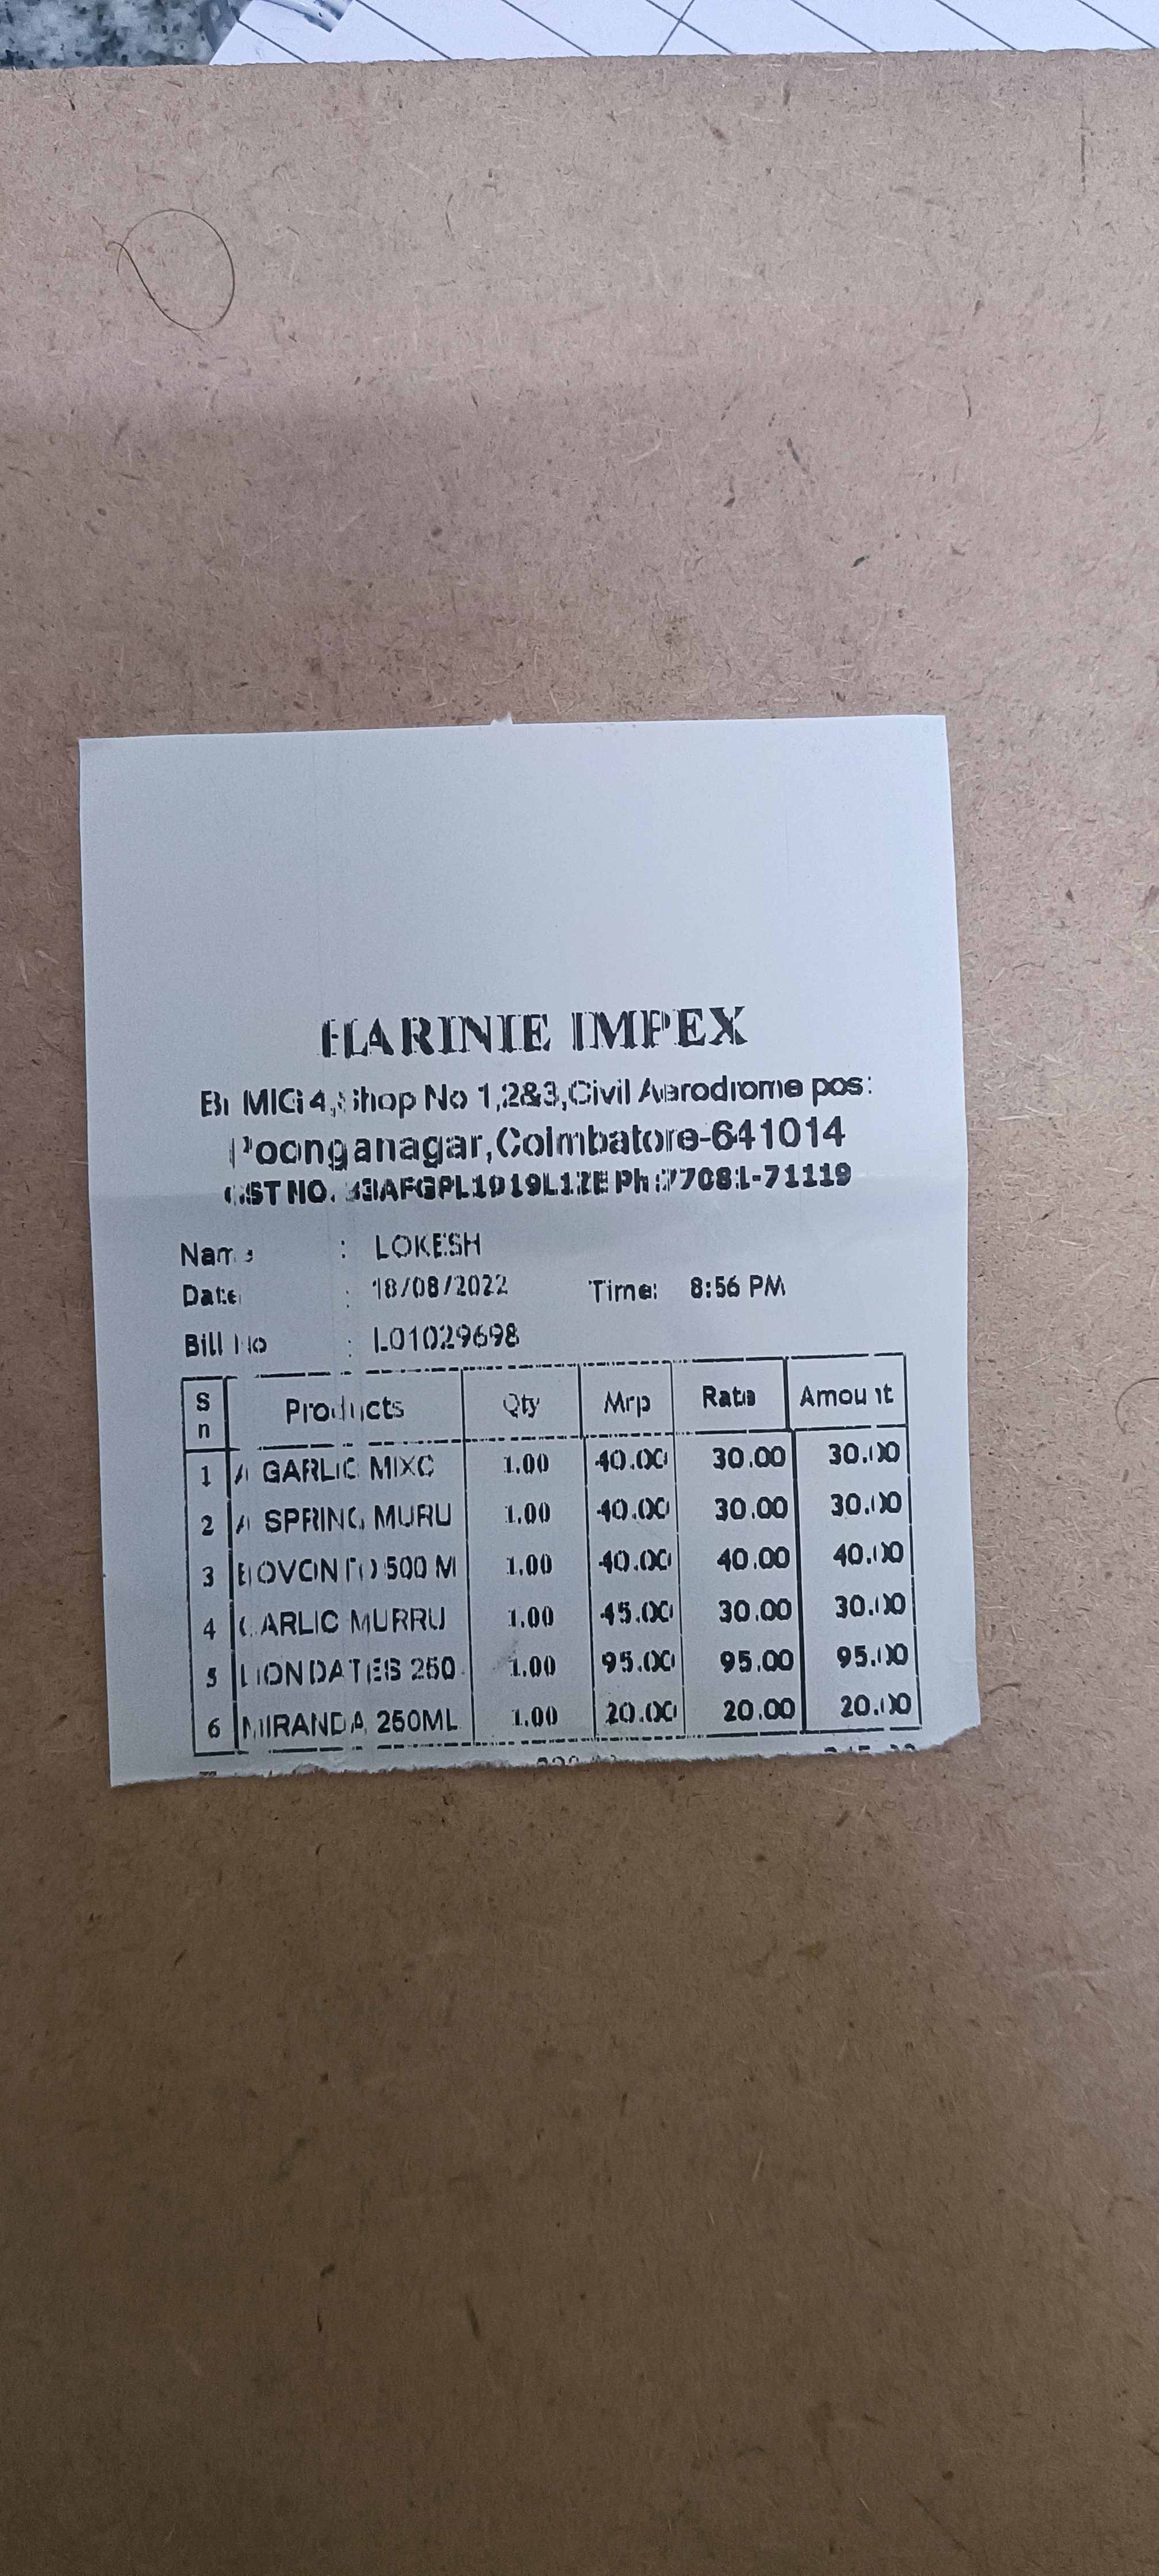 HARINIE IMPEX
MIG 4, Shop No 1,2&3,Civil Aerodrome pos:
Poonganagar,Coimbatore-641014
GST NO. Ph :77081-71119
Name : LOKESH
Date : 18/08/2022 Time: 8:56 PM
Bill No : L01029698
Sn Products Qty Mrp Rate Amount
1 A GARLIC MIXC 1.00 40.00 30.00 30.00
2 A SPRING MURU 1.00 40.00 30.00 30.00
3 BOVONTO 500 M 1.00 40.00 40.00 40.00
4 GARLIC MURRU 1.00 45.00 30.00 30.00
5 LION DATES 250 1.00 95.00 95.00 95.00
6 MIRANDA 250ML 1.00 20.00 20.00 20.00